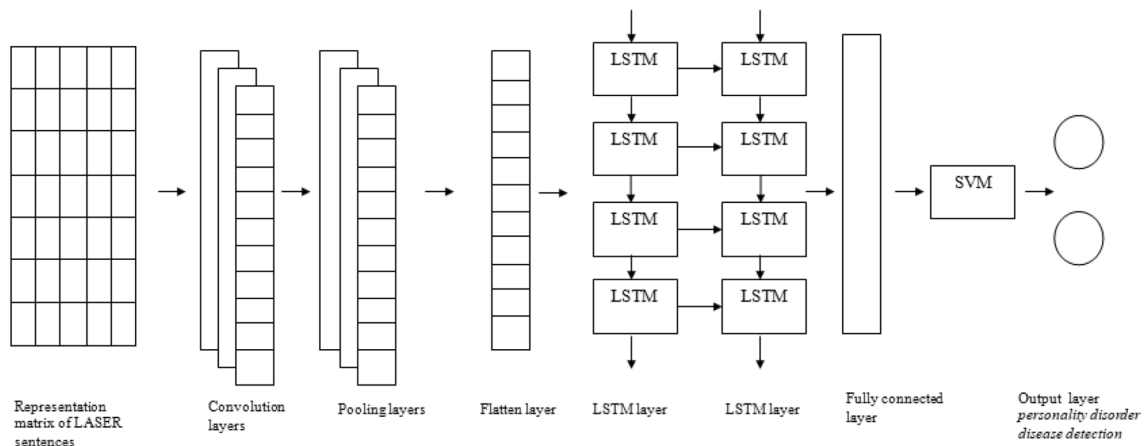 LSTM LSTM
LSTM LSTM
SVM
LSTM LSTM
LSTM LSTM
Representation
matrix of LASER
sentences
Convolution
layers
Pooling layers
Flatten layer
LSTM layer
LSTM layer
Fully connected
layer
Output layer
personality disorder
disease detection